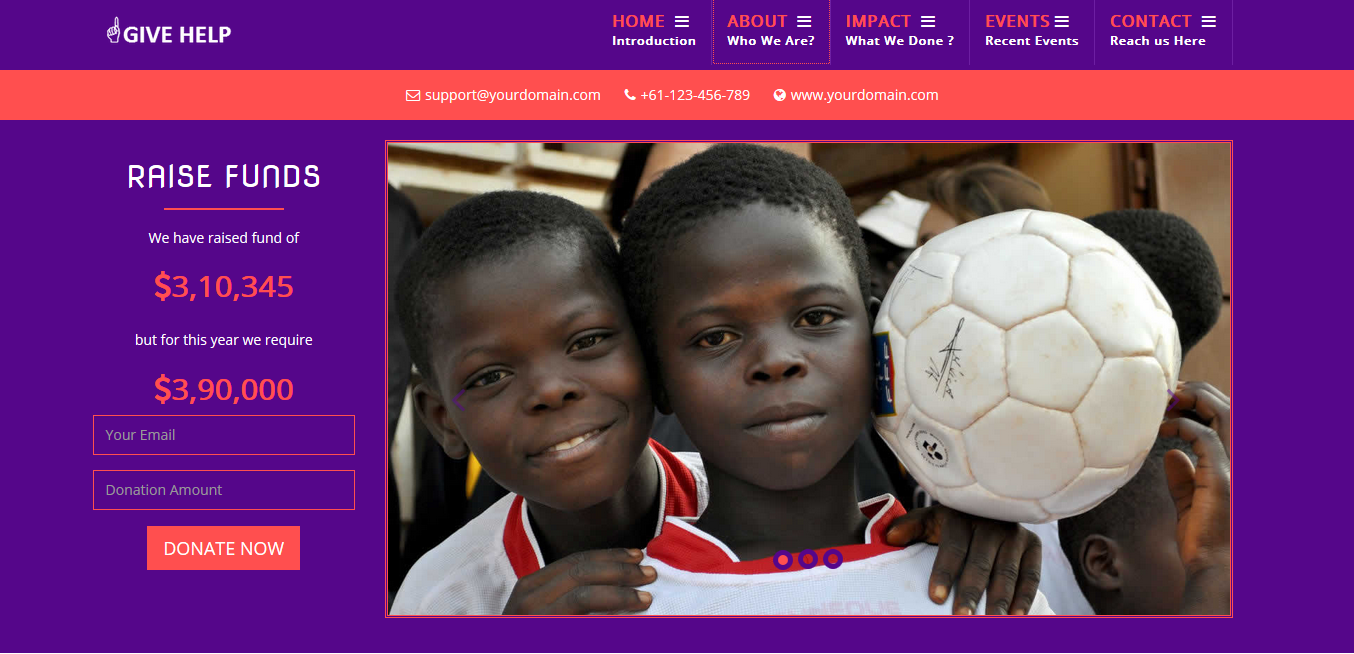 GIVE HELP
HOME
Introduction
ABOUT
Who We Are?
IMPACT
What We Done ?
EVENTS
Recent Events
CONTACT
Reach us Here
support@yourdomain.com +61-123-456-789 www.yourdomain.com
RAISE FUNDS
We have raised fund of
$3,10,345
but for this year we require
$3,90,000
Your Email
Donation Amount
DONATE NOW